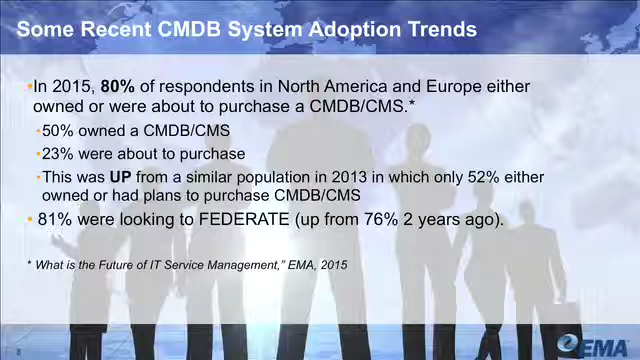 Some Recent CMDB System Adoption Trends
•In 2015, 80% of respondents in North America and Europe either
owned or were about to purchase a CMDB/CMS.*
•50% owned a CMDB/CMS
•23% were about to purchase
•This was UP from a similar population in 2013 in which only 52% either
owned or had plans to purchase CMDB/CMS
• 81% were looking to FEDERATE (up from 76% 2 years ago).
* What is the Future of IT Service Management,” EMA, 2015
8
EMA